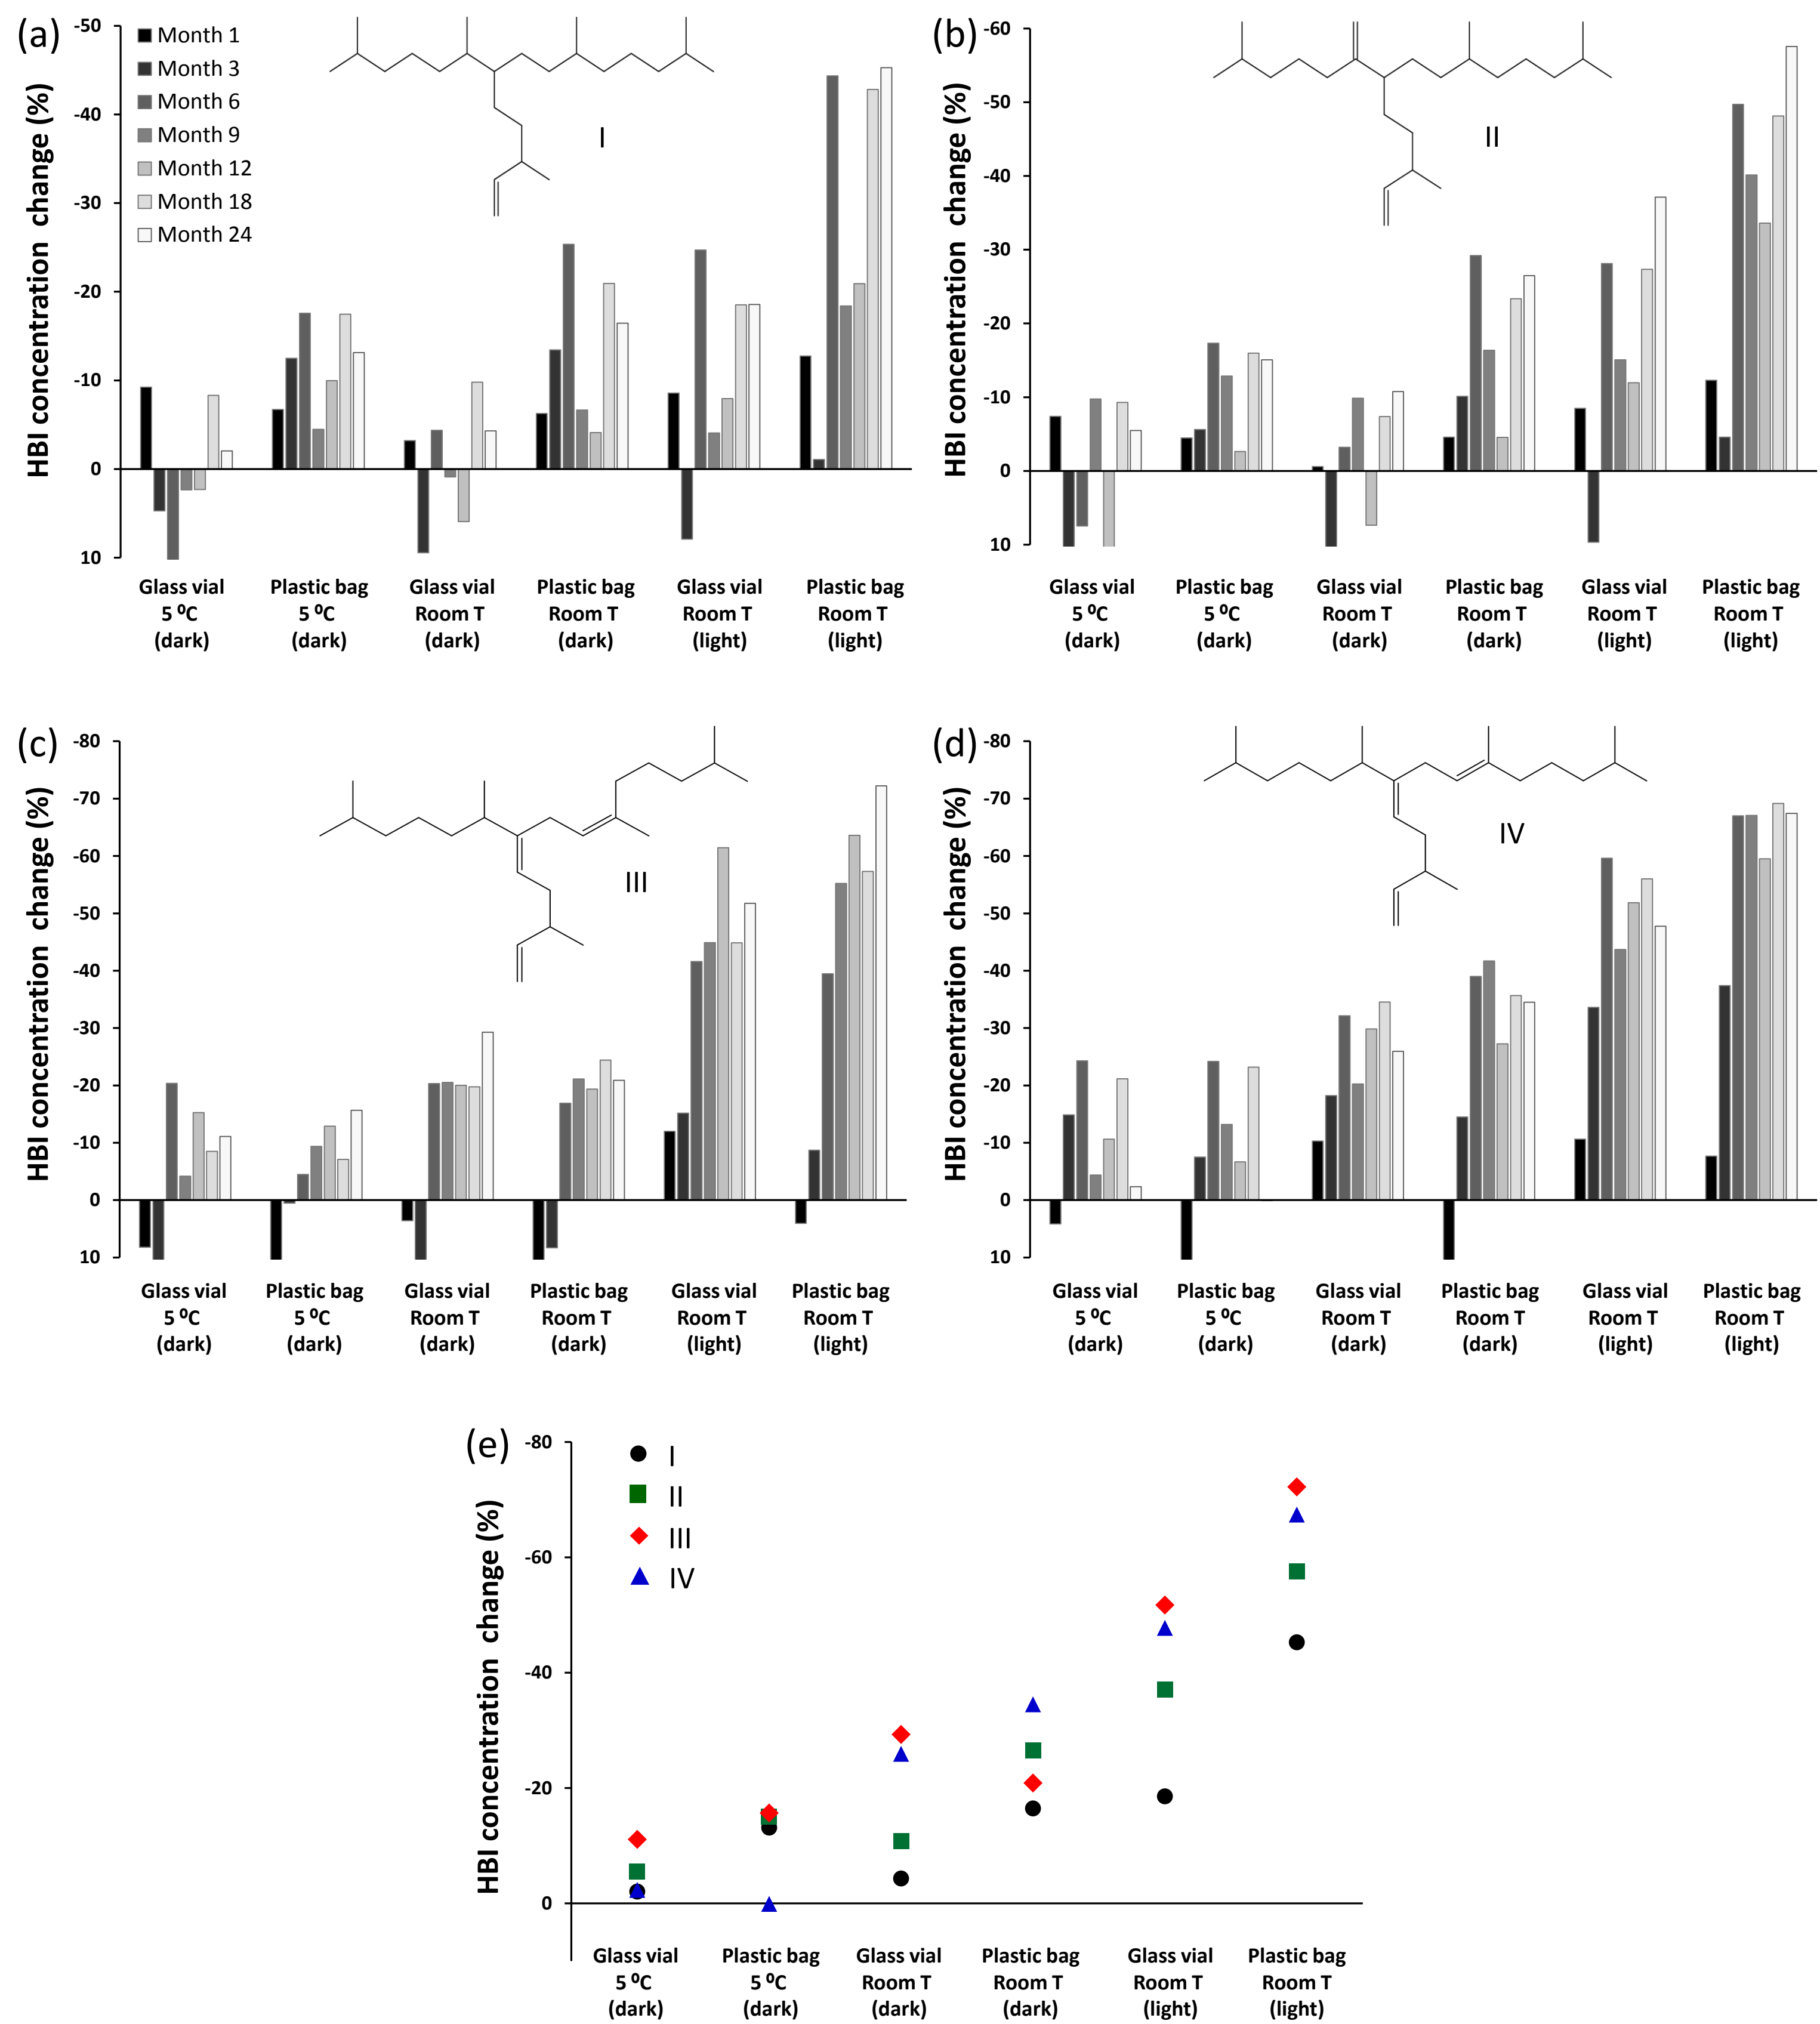 (a)
HBI concentration change (%)
-50
-40
-30
-20
-10
0
10
Month 1
Month 3
Month 6
Month 9
Month 12
Month 18
Month 24
I
Glass vial
5 ⁰C
(dark)
Plastic bag
5 ⁰C
(dark)
Glass vial
Room T
(dark)
Plastic bag
Room T
(dark)
Glass vial
Room T
(light)
Plastic bag
Room T
(light)
(b)
HBI concentration change (%)
-60
-50
-40
-30
-20
-10
0
10
II
Glass vial
5 ⁰C
(dark)
Plastic bag
5 ⁰C
(dark)
Glass vial
Room T
(dark)
Plastic bag
Room T
(dark)
Glass vial
Room T
(light)
Plastic bag
Room T
(light)
(c)
HBI concentration change (%)
-80
-70
-60
-50
-40
-30
-20
-10
0
10
III
Glass vial
5 ⁰C
(dark)
Plastic bag
5 ⁰C
(dark)
Glass vial
Room T
(dark)
Plastic bag
Room T
(dark)
Glass vial
Room T
(light)
Plastic bag
Room T
(light)
(d)
HBI concentration change (%)
-80
-70
-60
-50
-40
-30
-20
-10
0
10
IV
Glass vial
5 ⁰C
(dark)
Plastic bag
5 ⁰C
(dark)
Glass vial
Room T
(dark)
Plastic bag
Room T
(dark)
Glass vial
Room T
(light)
Plastic bag
Room T
(light)
(e)
HBI concentration change (%)
-80
-60
-40
-20
0
I
II
III
IV
Glass vial
5 ⁰C
(dark)
Plastic bag
5 ⁰C
(dark)
Glass vial
Room T
(dark)
Plastic bag
Room T
(dark)
Glass vial
Room T
(light)
Plastic bag
Room T
(light)